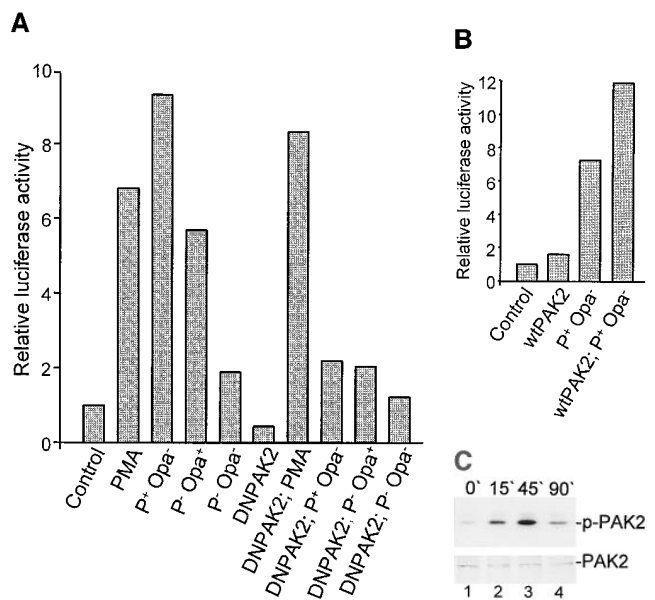 A
Relative luciferase activity
10
8
6
4
2
0
Control
PMA
P⁺ Opa⁻
P⁻ Opa⁺
P⁻ Opa⁻
DNPAK2
DNPAK2; PMA
DNPAK2; P⁺ Opa⁻
DNPAK2; P⁻ Opa⁺
DNPAK2; P⁻ Opa⁻
B
Relative luciferase activity
12
10
8
6
4
2
0
Control
wtPAK2
P⁺ Opa⁻
wtPAK2; P⁺ Opa⁻
C
0` 15` 45` 90`
-p-PAK2
-PAK2
1 2 3 4